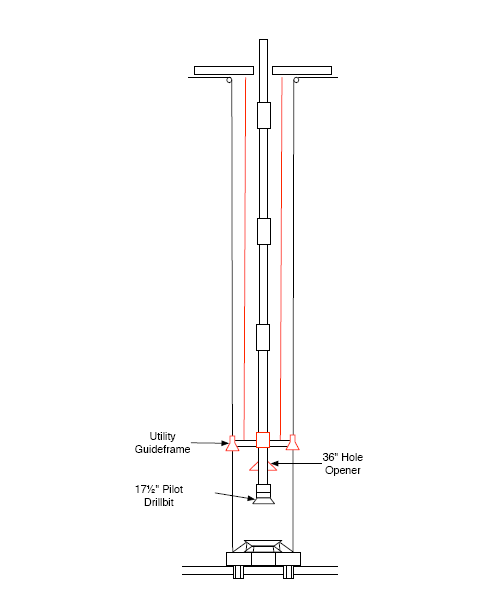 Utility
Guideframe
36" Hole
Opener
17½" Pilot
Drillbit